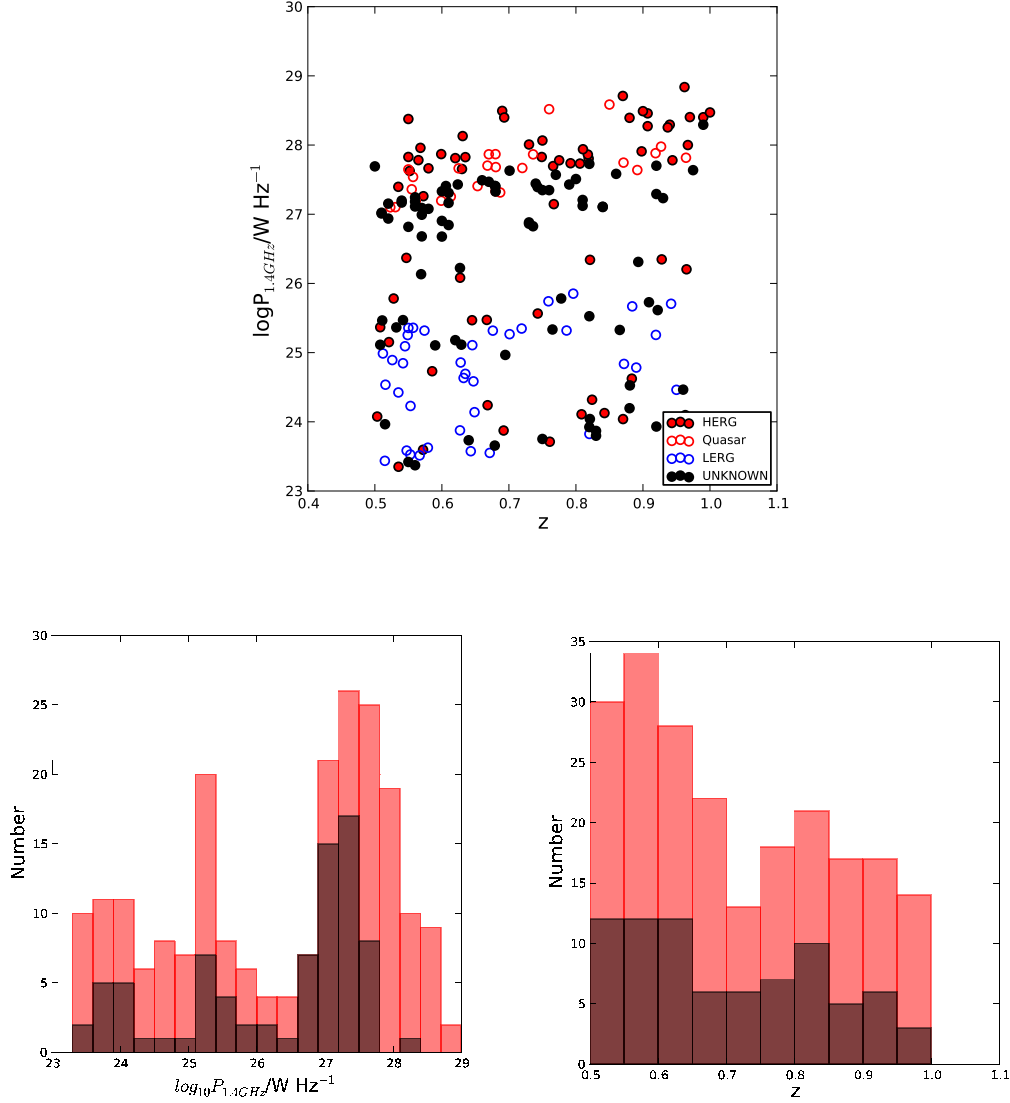 30
29
28
27
26
25
24
23
logP1.4GHz/W Hz−1
HERG
Quasar
LERG
UNKNOWN
0.4 0.5 0.6 0.7 0.8 0.9 1.0 1.1
z
30
25
20
15
10
5
0
Number
23 24 25 26 27 28 29
log10P1.4GHz/W Hz−1
35
30
25
20
15
10
5
0
Number
0.5 0.6 0.7 0.8 0.9 1.0 1.1
z